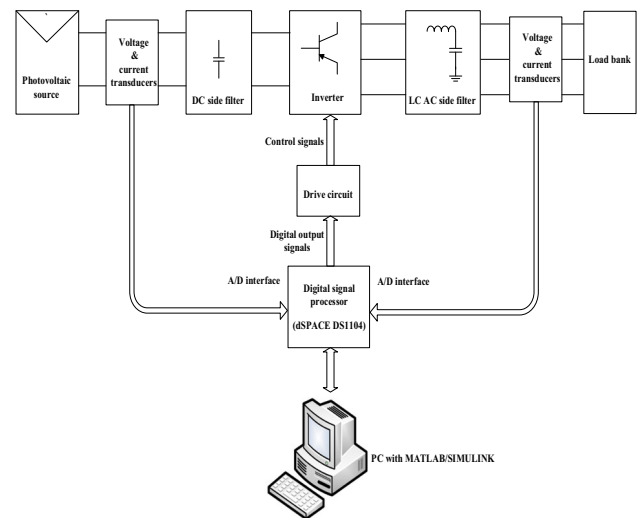 Photovoltaic
source
Voltage
&
current
transducers
DC side filter
Inverter
LC AC side filter
Voltage
&
current
transducers
Load bank
Control signals
Drive circuit
Digital output
signals
A/D interface
Digital signal
processor
(dSPACE DS1104)
A/D interface
PC with MATLAB/SIMULINK